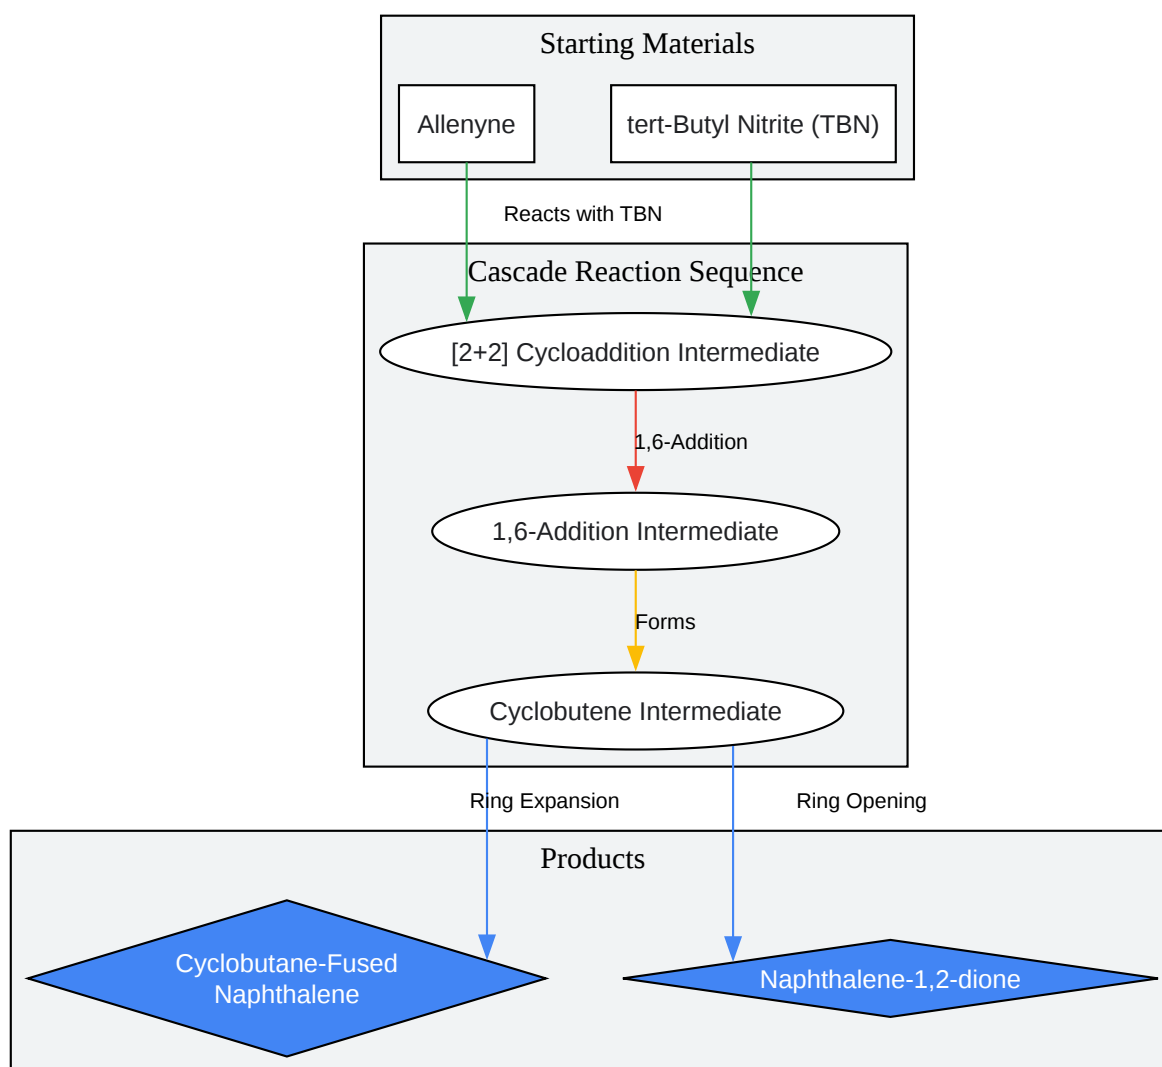 Starting Materials
Allenyne
tert-Butyl Nitrite (TBN)
Reacts with TBN
Cascade Reaction Sequence
[2+2] Cycloaddition Intermediate
1,6-Addition
1,6-Addition Intermediate
Forms
Cyclobutene Intermediate
Ring Expansion
Ring Opening
Products
Cyclobutane-Fused
Naphthalene
Naphthalene-1,2-dione